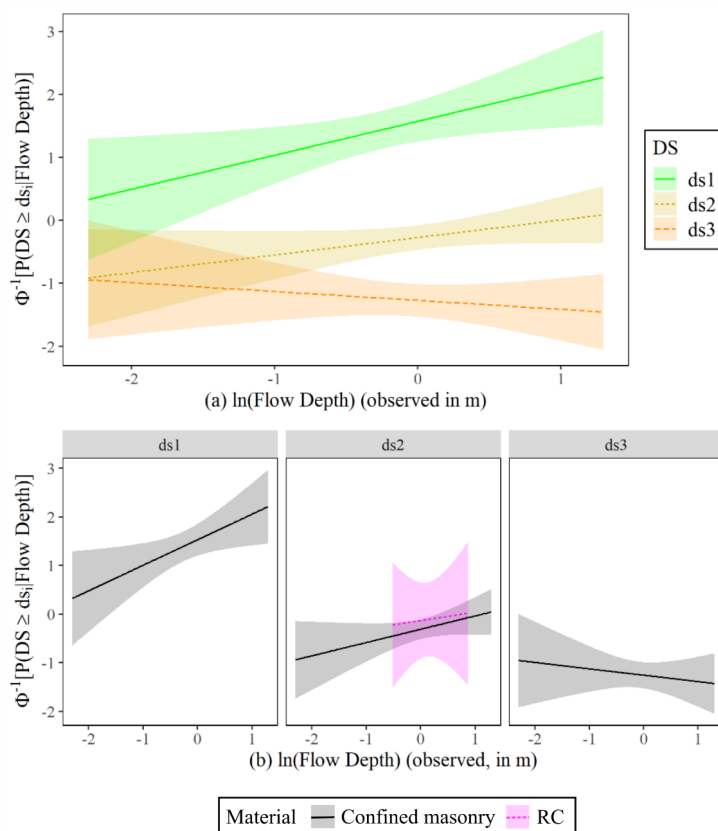 3
2
1
0
-1
-2
Φ⁻¹[P(DS ≥ dsᵢ|Flow Depth)]
-2 -1 0 1
(a) ln(Flow Depth) (observed in m)
DS
ds1
ds2
ds3
ds1 ds2 ds3
3
2
1
0
-1
-2
Φ⁻¹[P(DS ≥ dsᵢ|Flow Depth)]
-2 -1 0 1 -2 -1 0 1 -2 -1 0 1
(b) ln(Flow Depth) (observed, in m)
Material Confined masonry RC